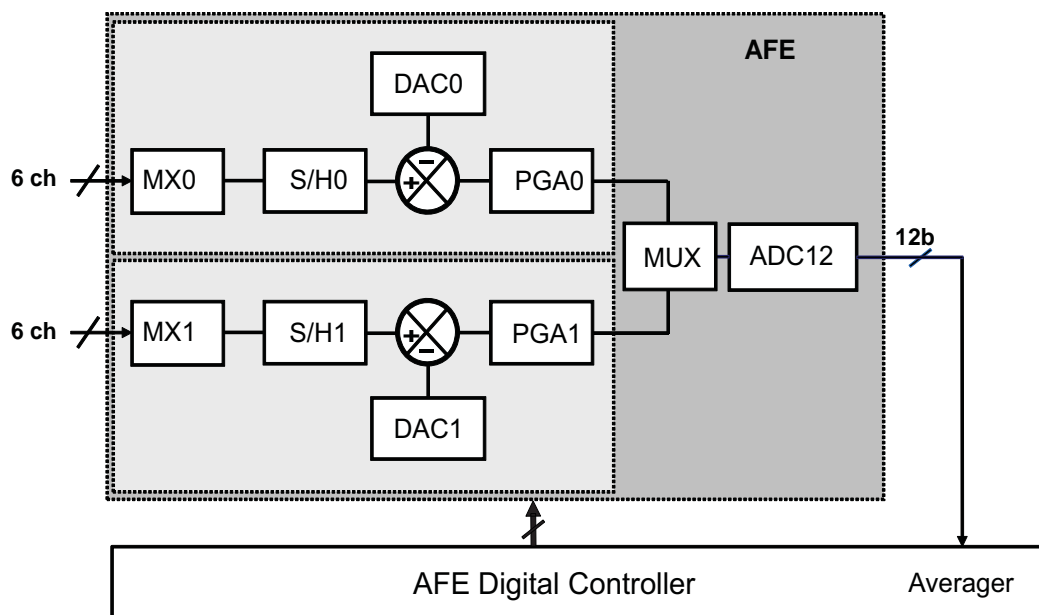 AFE
DAC0
6 ch
MX0
S/H0
−
+
PGA0
MUX
ADC12
12b
6 ch
MX1
S/H1
+
−
PGA1
DAC1
AFE Digital Controller
Averager